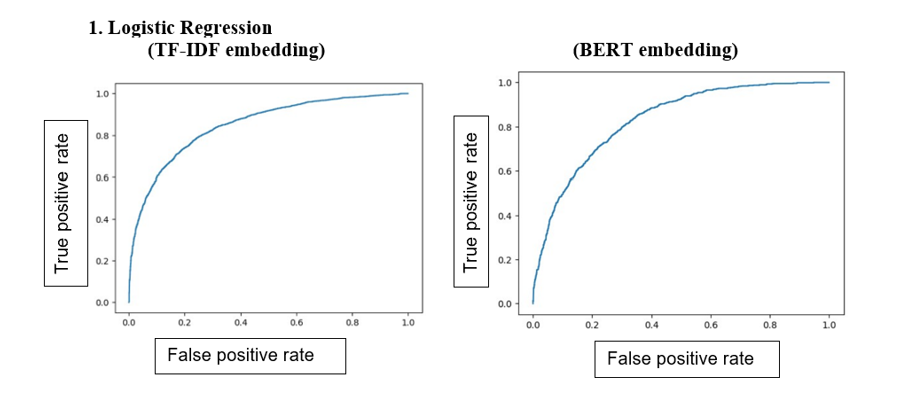 1. Logistic Regression
(TF-IDF embedding)
(BERT embedding)
True positive rate
1.0
0.8
0.6
0.4
0.2
0.0
0.0 0.2 0.4 0.6 0.8 1.0
False positive rate
True positive rate
1.0
0.8
0.6
0.4
0.2
0.0
0.0 0.2 0.4 0.6 0.8 1.0
False positive rate